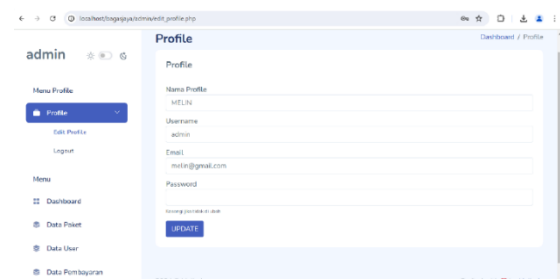 localhost/bagasjaya/admin/edit_profile.php
admin
Profile
Dashboard / Profile
Menu Profile
Profile
Edit Profile
Logout
Menu
Dashboard
Data Paket
Data User
Data Pembayaran
Profile
Nama Profile
MELIN
Username
admin
Email
melin@gmail.com
Password
UPDATE